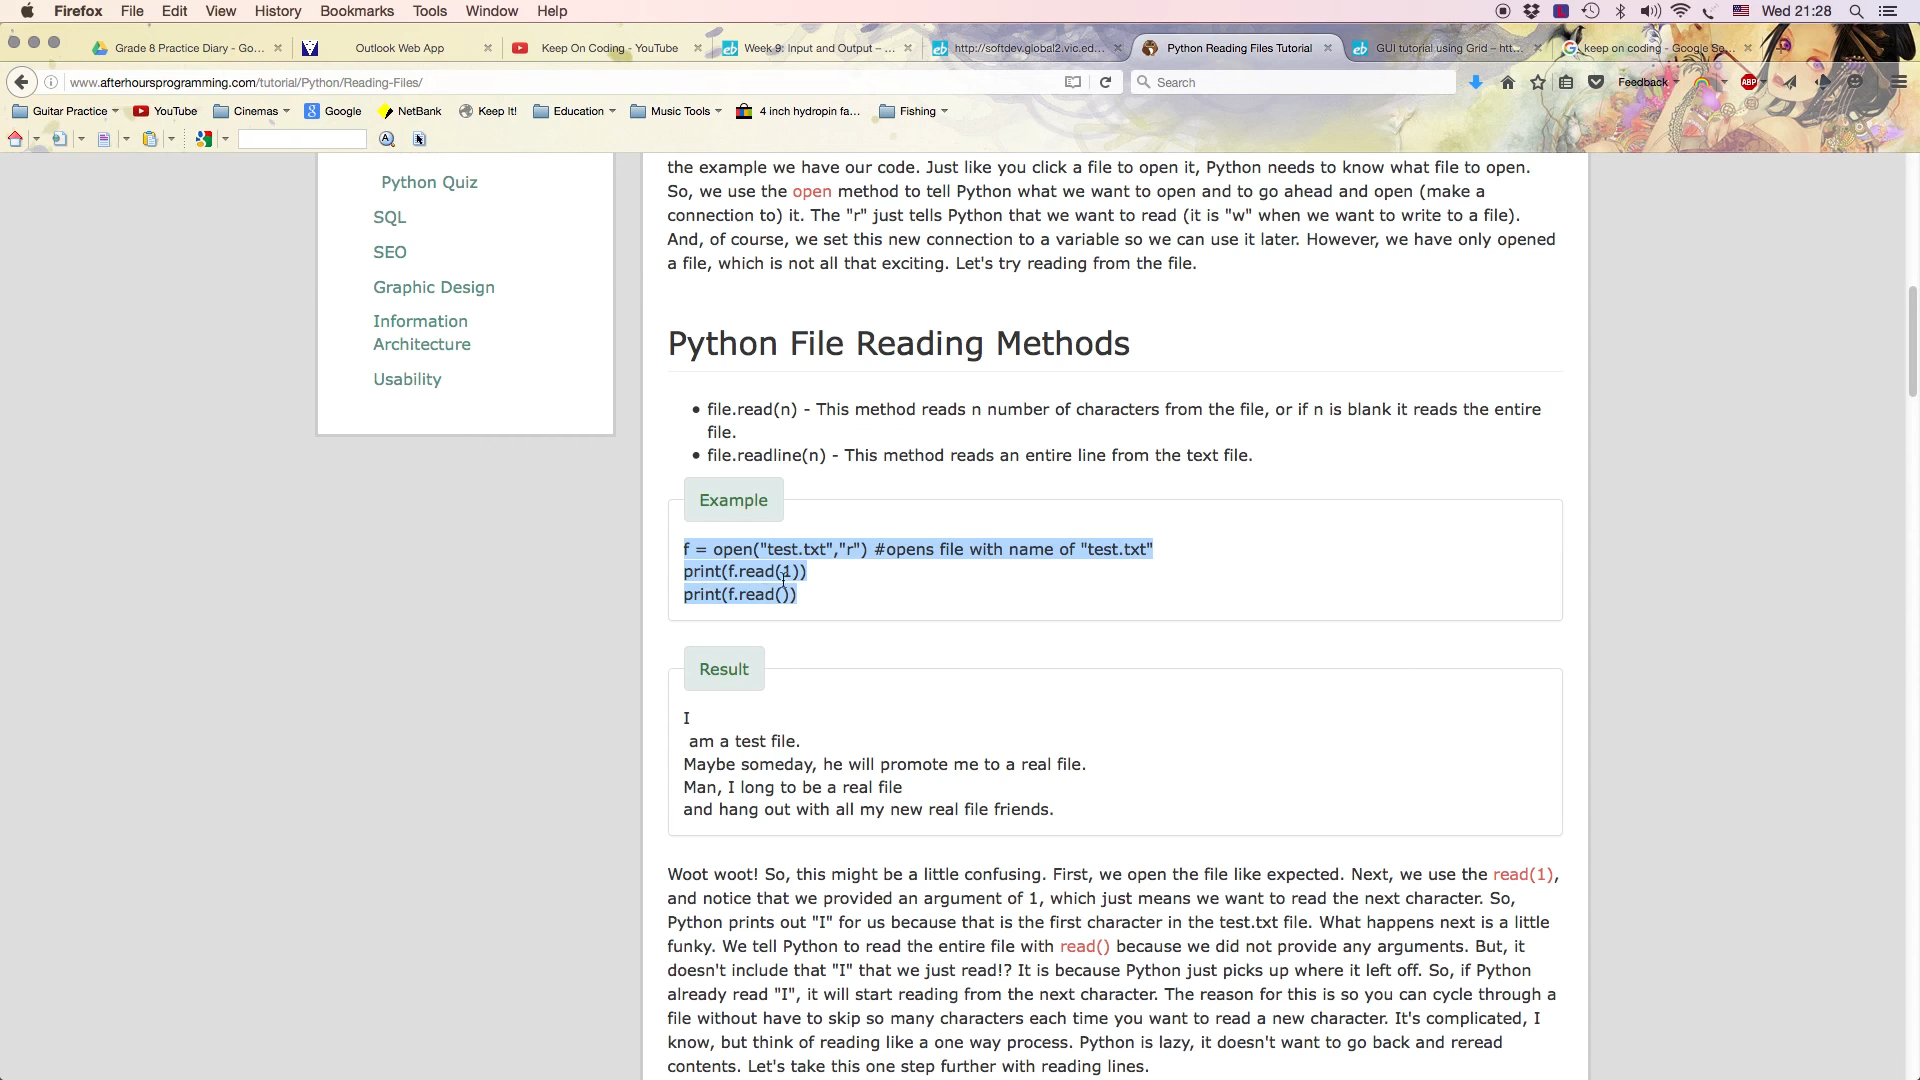 Firefox File Edit View History Bookmarks Tools Window Help Wed 21:28
Grade 8 Practice Diary - Go... Outlook Web App Keep On Coding - YouTube Week 9: Input and Output – ... http://softdev.global2.vic.ed... Python Reading Files Tutorial GUI tutorial using Grid – htt... keep on coding - Google Se...
www.afterhoursprogramming.com/tutorial/Python/Reading-Files/ Search Feedback ABP
Guitar Practice YouTube Cinemas Google NetBank Keep It! Education Music Tools 4 inch hydropin fa... Fishing
Python Quiz
SQL
SEO
Graphic Design
Information
Architecture
Usability
the example we have our code. Just like you click a file to open it, Python needs to know what file to open.
So, we use the open method to tell Python what we want to open and to go ahead and open (make a
connection to) it. The "r" just tells Python that we want to read (it is "w" when we want to write to a file).
And, of course, we set this new connection to a variable so we can use it later. However, we have only opened
a file, which is not all that exciting. Let's try reading from the file.
Python File Reading Methods
• file.read(n) - This method reads n number of characters from the file, or if n is blank it reads the entire
file.
• file.readline(n) - This method reads an entire line from the text file.
Example
f = open("test.txt","r") #opens file with name of "test.txt"
print(f.read(1))
print(f.read())
Result
I
am a test file.
Maybe someday, he will promote me to a real file.
Man, I long to be a real file
and hang out with all my new real file friends.
Woot woot! So, this might be a little confusing. First, we open the file like expected. Next, we use the read(1),
and notice that we provided an argument of 1, which just means we want to read the next character. So,
Python prints out "I" for us because that is the first character in the test.txt file. What happens next is a little
funky. We tell Python to read the entire file with read() because we did not provide any arguments. But, it
doesn't include that "I" that we just read!? It is because Python just picks up where it left off. So, if Python
already read "I", it will start reading from the next character. The reason for this is so you can cycle through a
file without have to skip so many characters each time you want to read a new character. It's complicated, I
know, but think of reading like a one way process. Python is lazy, it doesn't want to go back and reread
contents. Let's take this one step further with reading lines.